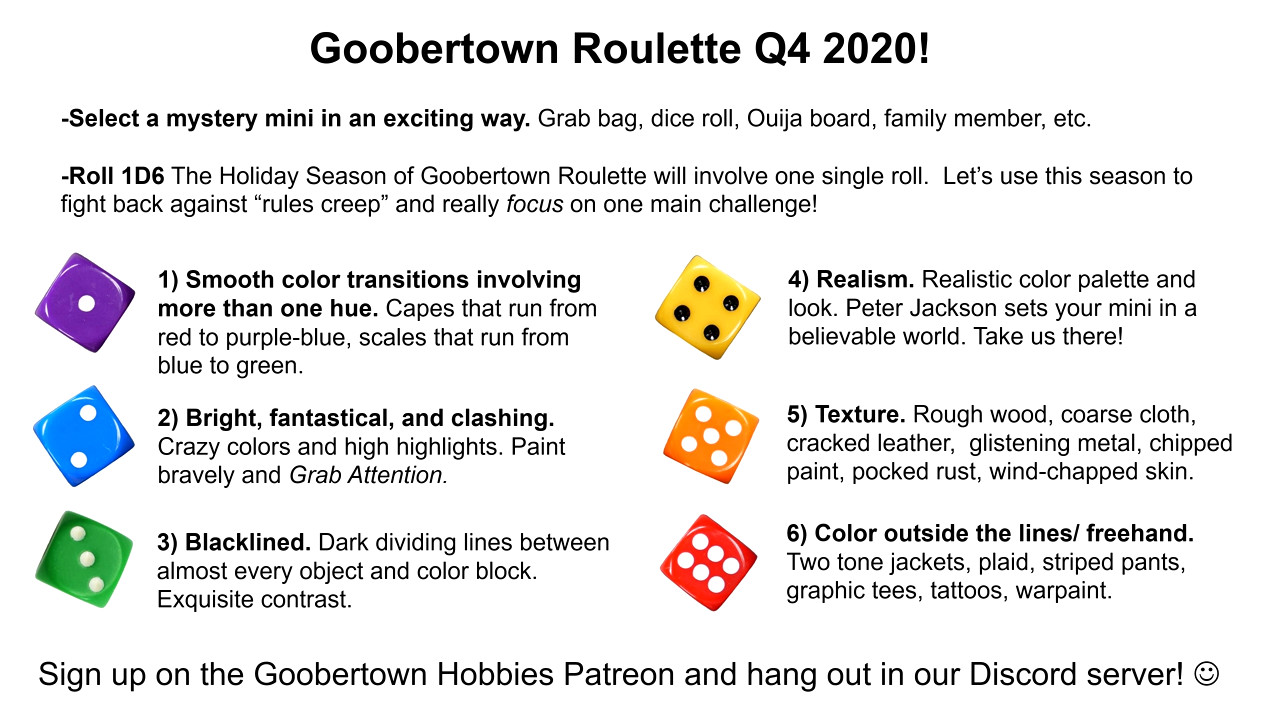 Goobertown Roulette Q4 2020!
-Select a mystery mini in an exciting way. Grab bag, dice roll, Ouija board, family member, etc.
-Roll 1D6 The Holiday Season of Goobertown Roulette will involve one single roll.  Let’s use this season to
fight back against “rules creep” and really focus on one main challenge!
1) Smooth color transitions involving
more than one hue. Capes that run from
red to purple-blue, scales that run from
blue to green.
2) Bright, fantastical, and clashing.
Crazy colors and high highlights. Paint
bravely and Grab Attention.
3) Blacklined. Dark dividing lines between
almost every object and color block.
Exquisite contrast.
4) Realism. Realistic color palette and
look. Peter Jackson sets your mini in a
believable world. Take us there!
5) Texture. Rough wood, coarse cloth,
cracked leather,  glistening metal, chipped
paint, pocked rust, wind-chapped skin.
6) Color outside the lines/ freehand.
Two tone jackets, plaid, striped pants,
graphic tees, tattoos, warpaint.
Sign up on the Goobertown Hobbies Patreon and hang out in our Discord server! ☺